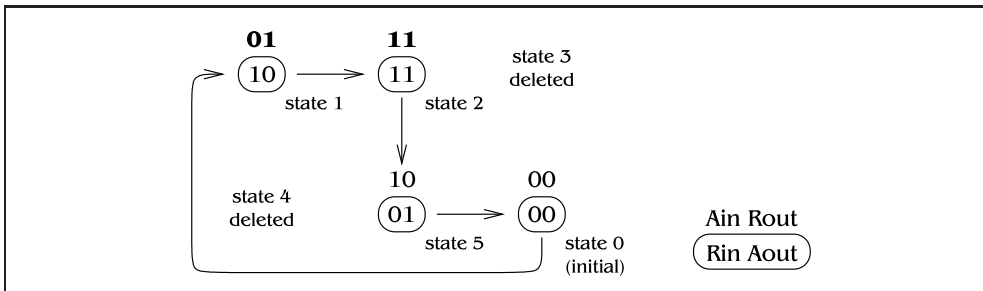 01
10
state 1
11
11
state 2
state 3
deleted
state 4
deleted
10
01
state 5
00
00
state 0
(initial)
Ain Rout
Rin Aout